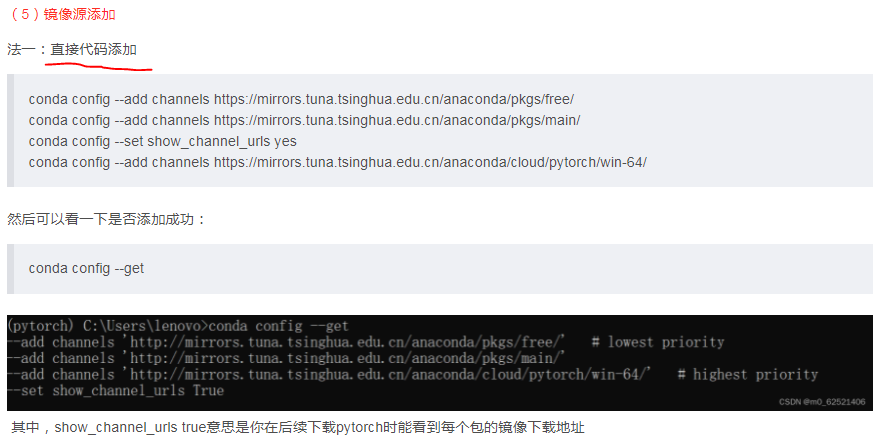 （5）镜像源添加
法一：直接代码添加
conda config --add channels https://mirrors.tuna.tsinghua.edu.cn/anaconda/pkgs/free/
conda config --add channels https://mirrors.tuna.tsinghua.edu.cn/anaconda/pkgs/main/
conda config --set show_channel_urls yes
conda config --add channels https://mirrors.tuna.tsinghua.edu.cn/anaconda/cloud/pytorch/win-64/
然后可以看一下是否添加成功：
conda config --get
(pytorch) C:\Users\lenovo>conda config --get
--add channels 'http://mirrors.tuna.tsinghua.edu.cn/anaconda/pkgs/free/'   # lowest priority
--add channels 'http://mirrors.tuna.tsinghua.edu.cn/anaconda/pkgs/main/'
--add channels 'http://mirrors.tuna.tsinghua.edu.cn/anaconda/cloud/pytorch/win-64/'   # highest priority
--set show_channel_urls True
CSDN @m0_62521406
其中，show_channel_urls true意思是你在后续下载pytorch时能看到每个包的镜像下载地址